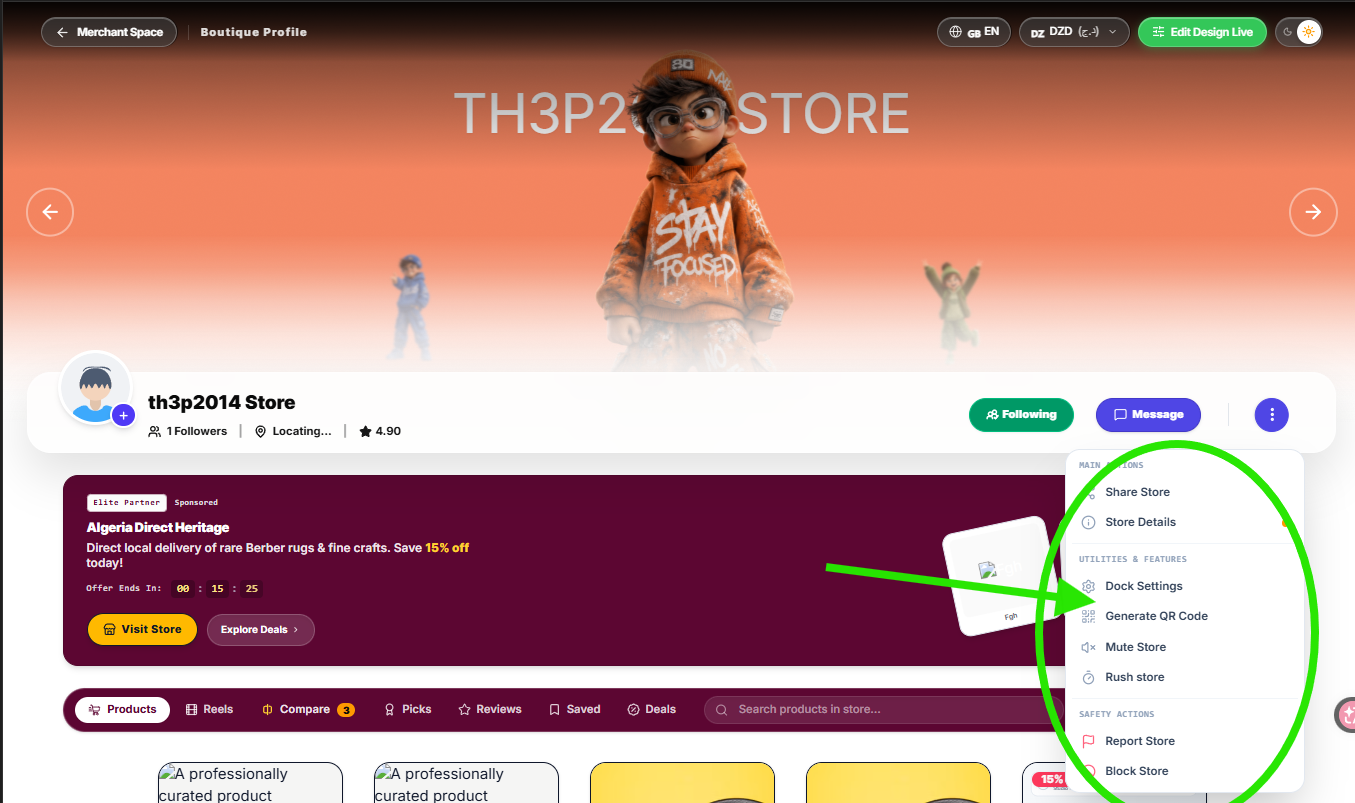 Merchant Space
Boutique Profile
GB EN
DZ DZD (د.ج)
Edit Design Live
80
TH3P2 STORE
STAY
FOCUSED
th3p2014 Store
1 Followers | Locating... | 4.90
Following
Message
Elite Partner
Sponsored
Algeria Direct Heritage
Direct local delivery of rare Berber rugs & fine crafts. Save 15% off
today!
Offer Ends In: 00 : 15 : 25
Visit Store
Explore Deals ›
Fgh
MAIN ACTIONS
Share Store
Store Details
UTILITIES & FEATURES
Dock Settings
Generate QR Code
Mute Store
Rush store
SAFETY ACTIONS
Report Store
Block Store
Products
Reels
Compare 3
Picks
Reviews
Saved
Deals
Search products in store...
A professionally
curated product
A professionally
curated product
15%